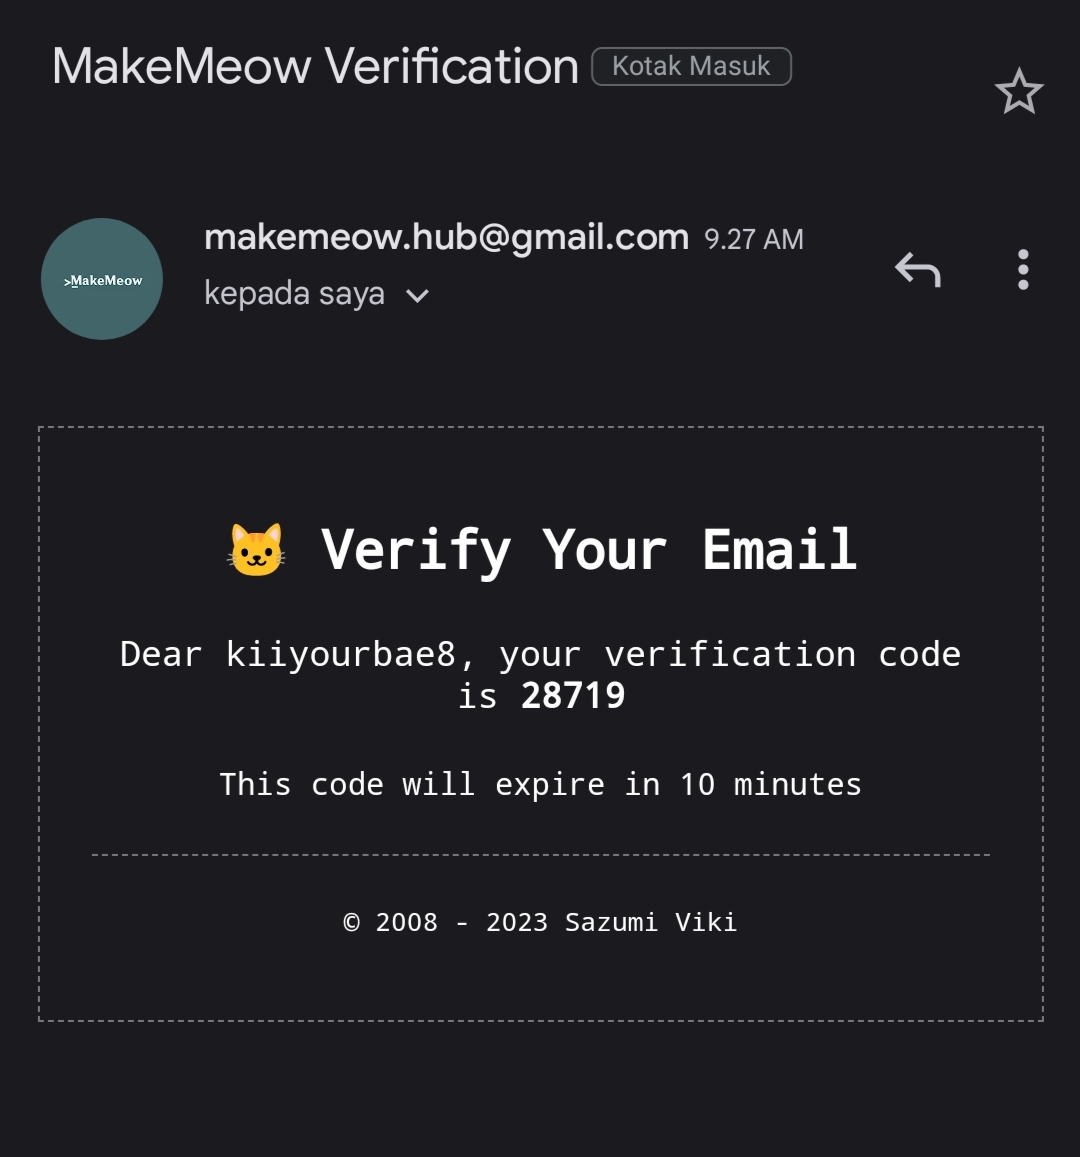 MakeMeow Verification Kotak Masuk
>MakeMeow
makemeow.hub@gmail.com 9.27 AM
kepada saya
🐱 Verify Your Email
Dear kiiyourbae8, your verification code
is 28719
This code will expire in 10 minutes
© 2008 - 2023 Sazumi Viki